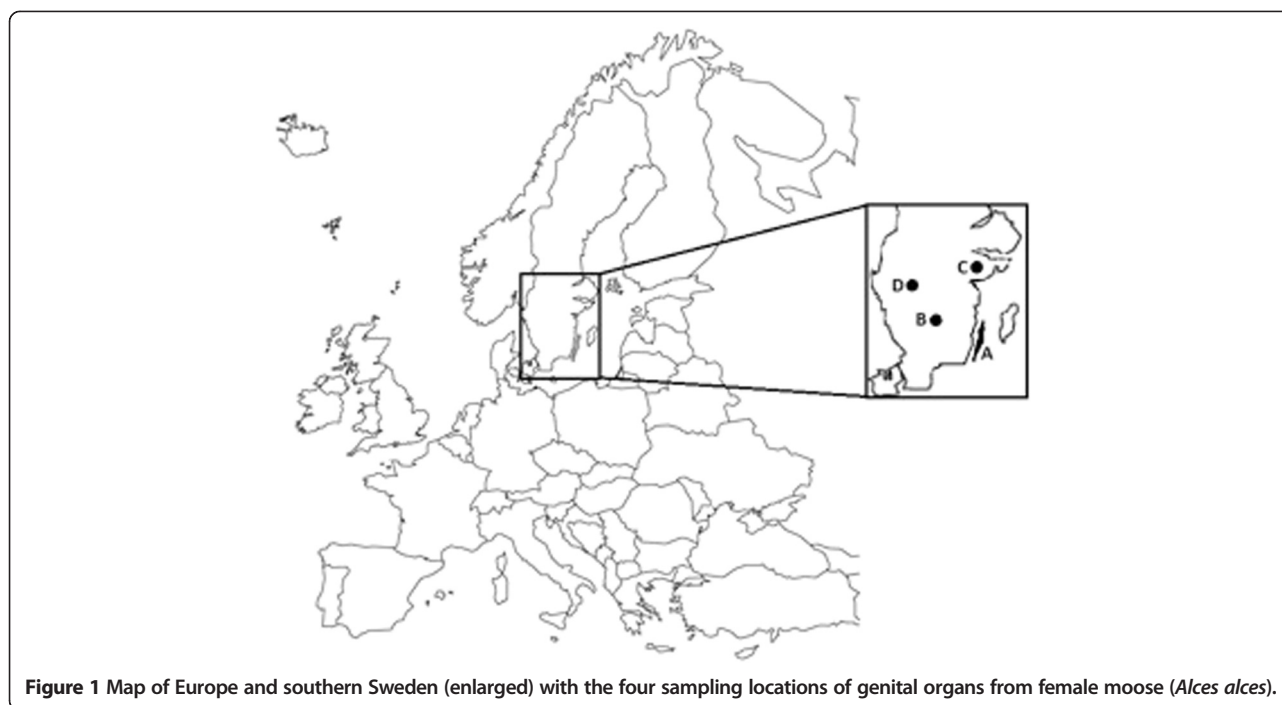 C
D
B
A
Figure 1 Map of Europe and southern Sweden (enlarged) with the four sampling locations of genital organs from female moose (Alces alces).